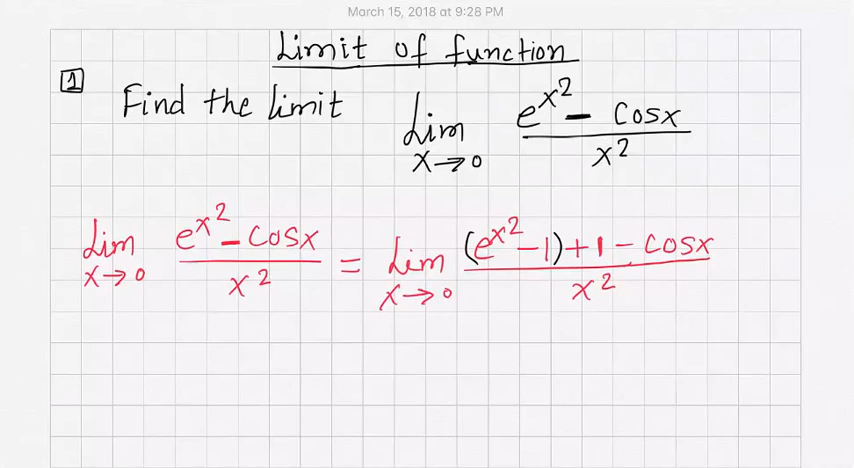 March 15, 2018 at 9:28 PM
Limit of function
1 Find the limit Lim x→0 (e^x² - cosx)/x²
Lim x→0 (e^x² - cosx)/x² = Lim x→0 ((e^x² - 1) + 1 - cosx)/x²